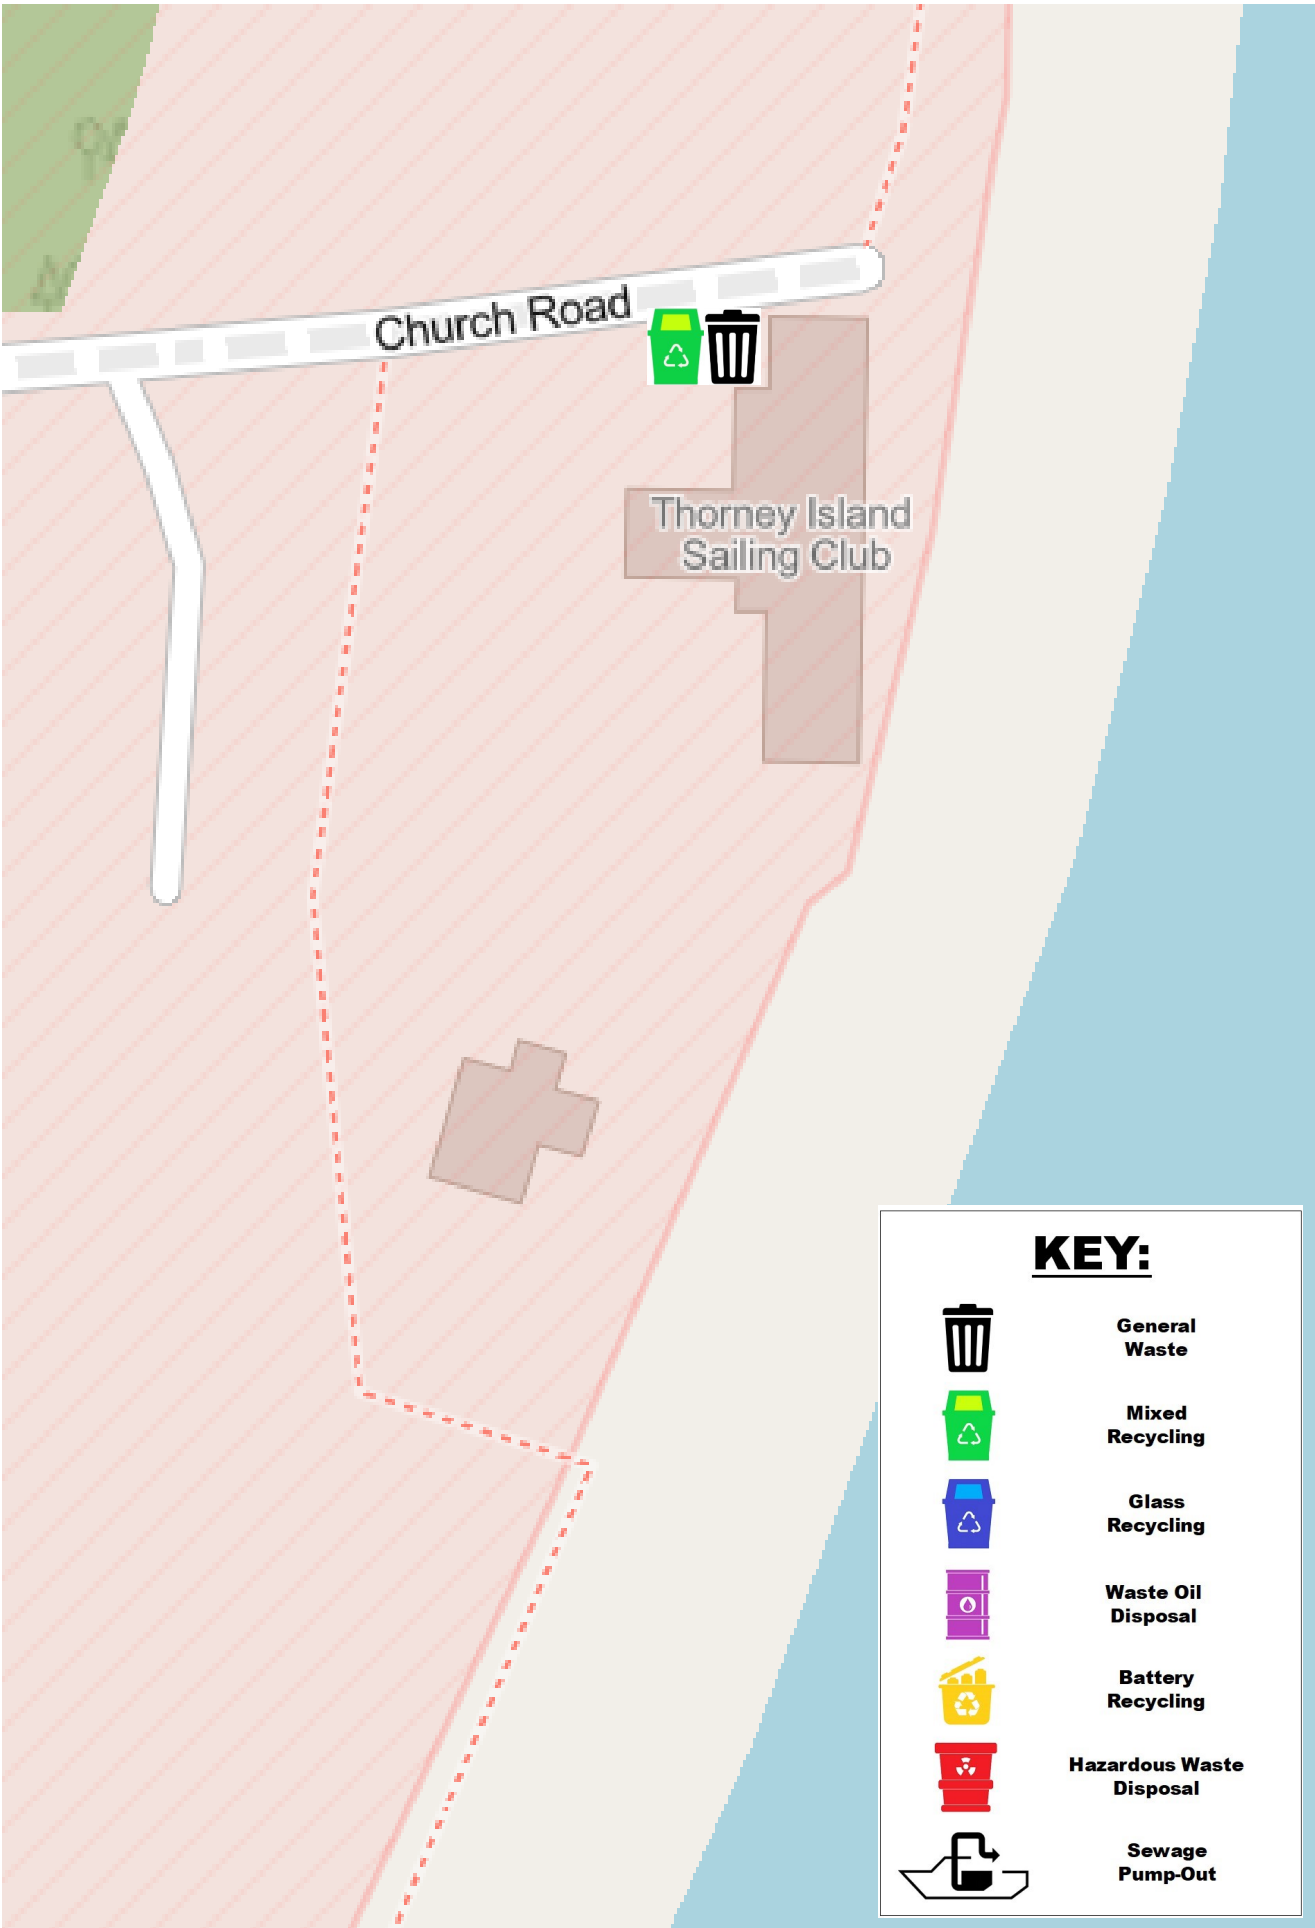 Church Road
Thorney Island
Sailing Club
KEY:
General
Waste
Mixed
Recycling
Glass
Recycling
Waste Oil
Disposal
Battery
Recycling
Hazardous Waste
Disposal
Sewage
Pump-Out